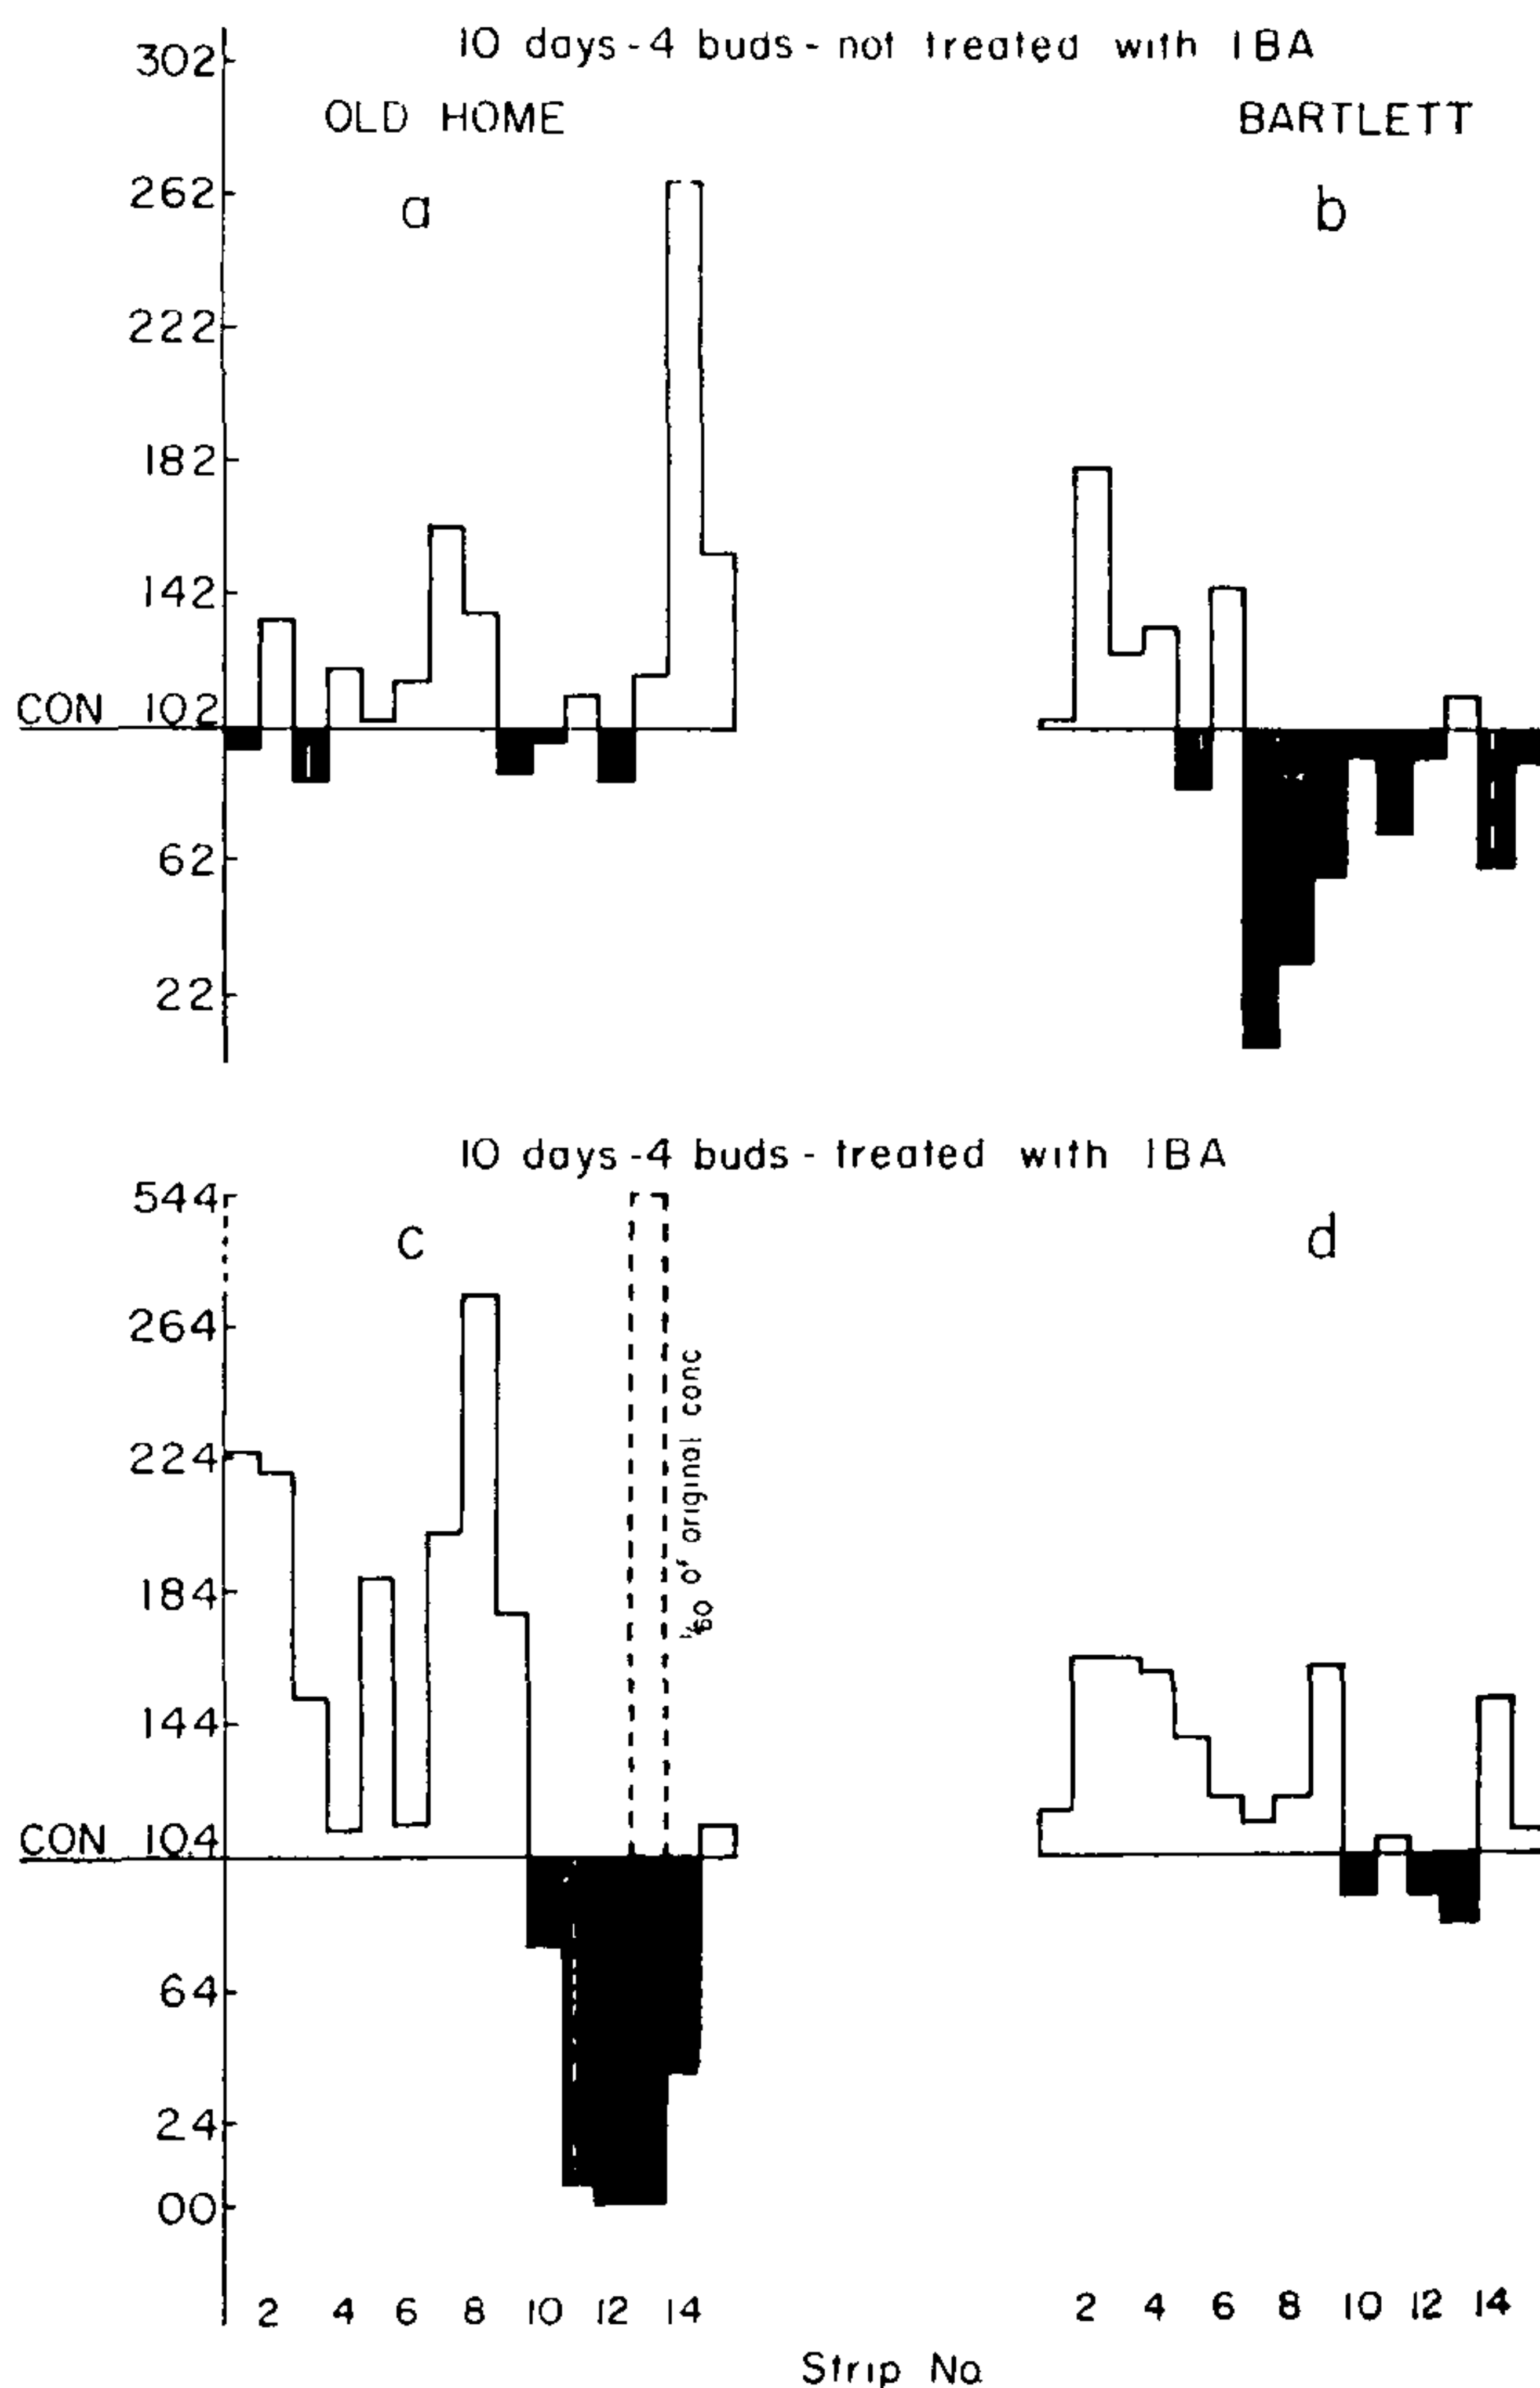 10 days - 4 buds - not treated with IBA
OLD HOME
BARTLETT
a
b
302
262
222
182
142
CON 102
62
22
10 days - 4 buds - treated with IBA
c
d
544
264
224
184
144
CON 104
64
24
00
1/60 of original conc
2 4 6 8 10 12 14
2 4 6 8 10 12 14
Strip No